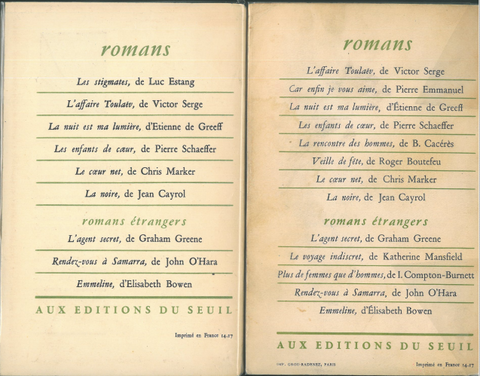 romans
Les stigmates, de Luc Estang
L'affaire Toulaëv, de Victor Serge
La nuit est ma lumière, d'Etienne de Greeff
Les enfants de cœur, de Pierre Schaeffer
Le cœur net, de Chris Marker
La noire, de Jean Cayrol
romans étrangers
L'agent secret, de Graham Greene
Rendez-vous à Samarra, de John O'Hara
Emmeline, d'Elisabeth Bowen
AUX EDITIONS DU SEUIL
Imprimé en France 14.17
romans
L'affaire Toulaëv, de Victor Serge
Car enfin je vous aime, de Pierre Emmanuel
La nuit est ma lumière, d'Étienne de Greeff
Les enfants de cœur, de Pierre Schaeffer
La rencontre des hommes, de B. Cacérès
Veille de fête, de Roger Boutefeu
Le cœur net, de Chris Marker
La noire, de Jean Cayrol
romans étrangers
L'agent secret, de Graham Greene
Le voyage indiscret, de Katherine Mansfield
Plus de femmes que d'hommes, de I. Compton-Burnett
Rendez-vous à Samarra, de John O'Hara
Emmeline, d'Élisabeth Bowen
AUX EDITIONS DU SEUIL
PARIS Imprimé en France 14.17